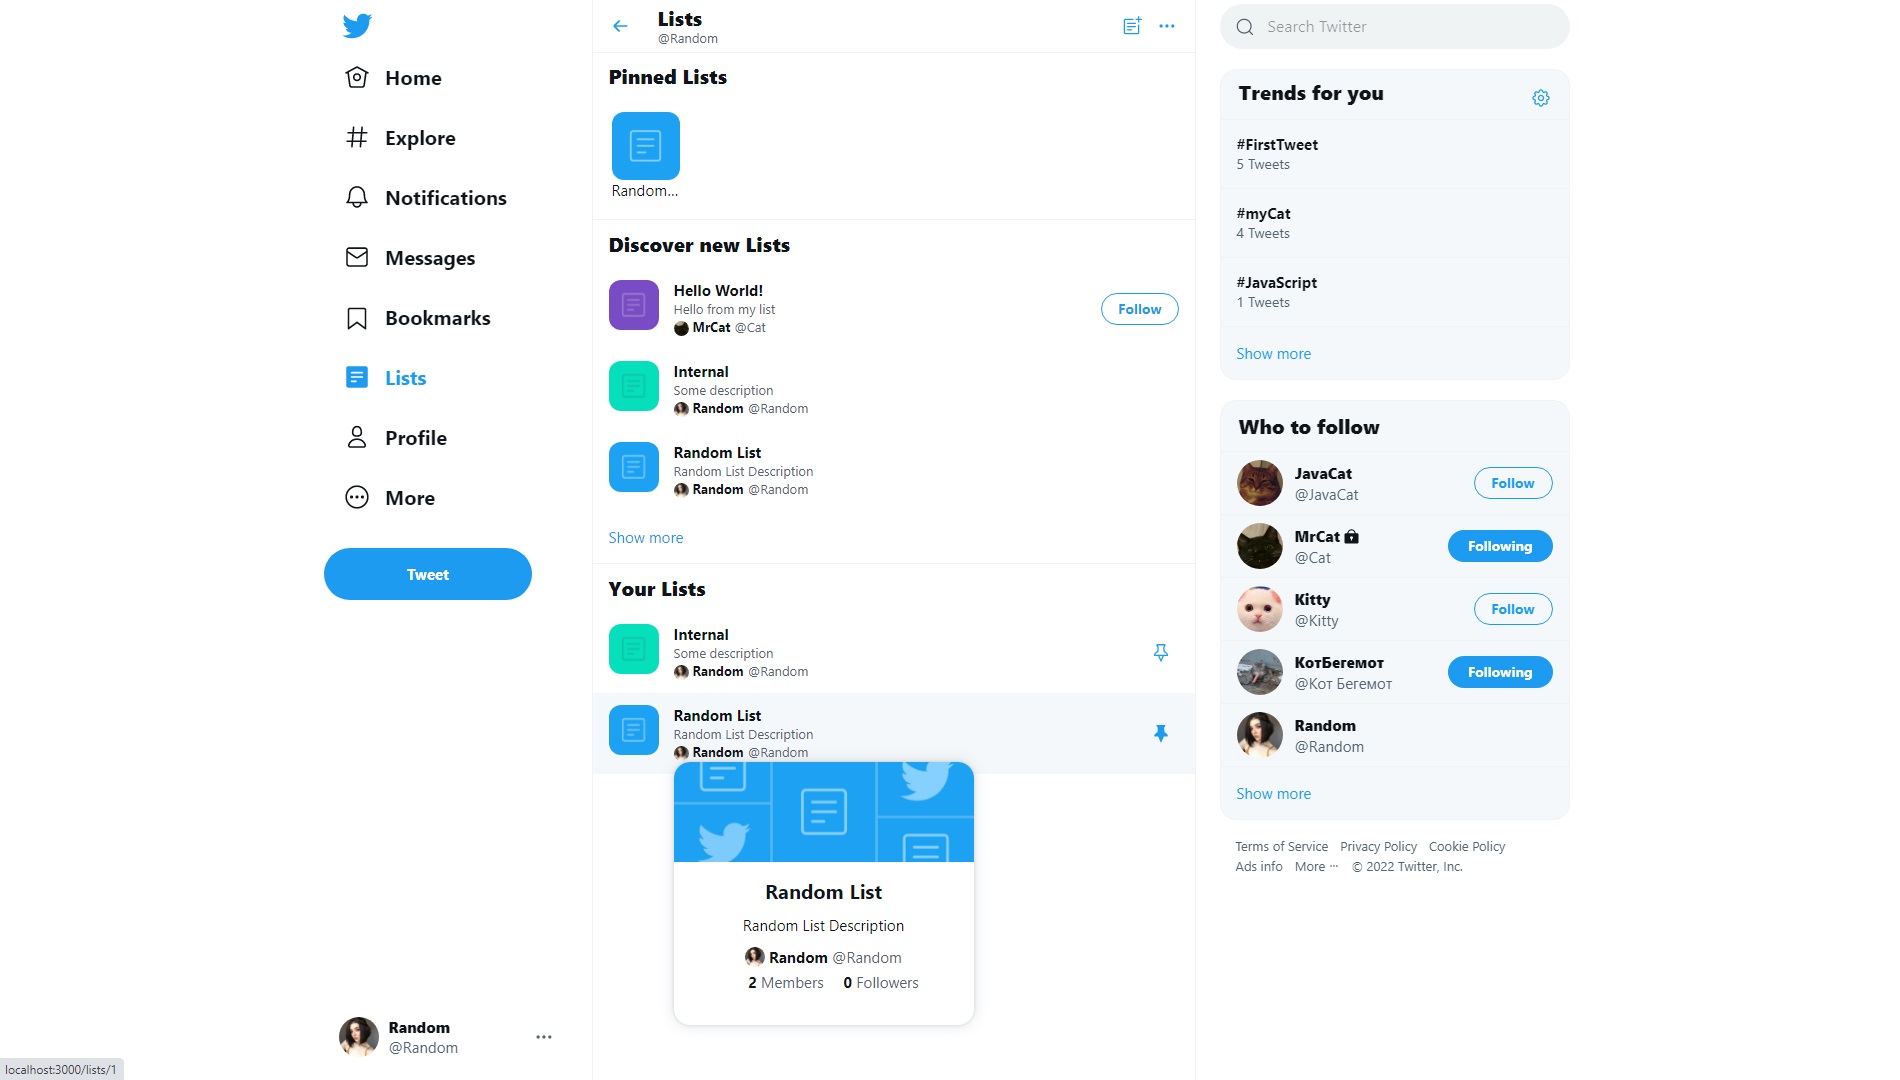 Home
Explore
Notifications
Messages
Bookmarks
Lists
Profile
More
Tweet
Random
@Random
localhost:3000/lists/1
Lists
@Random
Pinned Lists
Random...
Discover new Lists
Hello World!
Hello from my list
MrCat @Cat
Follow
Internal
Some description
Random @Random
Random List
Random List Description
Random @Random
Show more
Your Lists
Internal
Some description
Random @Random
Random List
Random List Description
Random @Random
Random List
Random List Description
Random @Random
2 Members 0 Followers
Search Twitter
Trends for you
#FirstTweet
5 Tweets
#myCat
4 Tweets
#JavaScript
1 Tweets
Show more
Who to follow
JavaCat
@JavaCat
Follow
MrCat
@Cat
Following
Kitty
@Kitty
Follow
КотБегемот
@Кот Бегемот
Following
Random
@Random
Show more
Terms of Service Privacy Policy Cookie Policy
Ads info More ··· © 2022 Twitter, Inc.